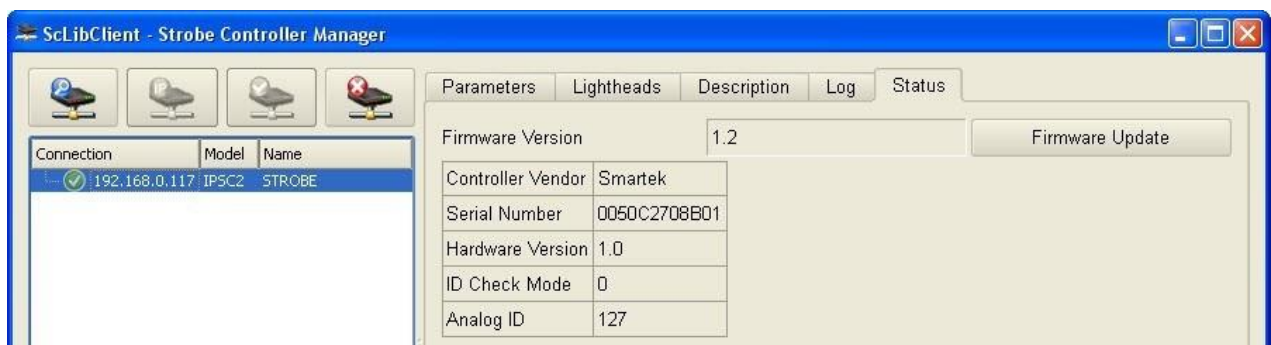 ScLibClient - Strobe Controller Manager
Parameters Lightheads Description Log Status
Connection Model Name
192.168.0.117 IPSC2 STROBE
Firmware Version 1.2 Firmware Update
Controller Vendor Smartek
Serial Number 0050C2708B01
Hardware Version 1.0
ID Check Mode 0
Analog ID 127